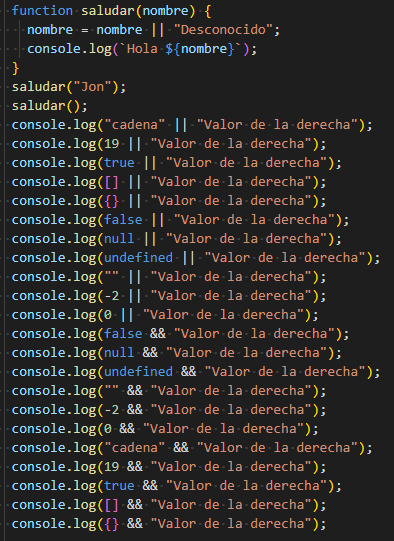 function saludar(nombre) {
nombre = nombre || "Desconocido";
console.log(`Hola ${nombre}`);
}
saludar("Jon");
saludar();
console.log("cadena" || "Valor de la derecha");
console.log(19 || "Valor de la derecha");
console.log(true || "Valor de la derecha");
console.log([] || "Valor de la derecha");
console.log({} || "Valor de la derecha");
console.log(false || "Valor de la derecha");
console.log(null || "Valor de la derecha");
console.log(undefined || "Valor de la derecha");
console.log("" || "Valor de la derecha");
console.log(-2 || "Valor de la derecha");
console.log(0 || "Valor de la derecha");
console.log(false && "Valor de la derecha");
console.log(null && "Valor de la derecha");
console.log(undefined && "Valor de la derecha");
console.log("" && "Valor de la derecha");
console.log(-2 && "Valor de la derecha");
console.log(0 && "Valor de la derecha");
console.log("cadena" && "Valor de la derecha");
console.log(19 && "Valor de la derecha");
console.log(true && "Valor de la derecha");
console.log([] && "Valor de la derecha");
console.log({} && "Valor de la derecha");